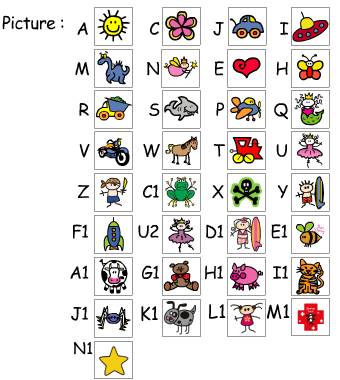 Picture : A C J I
M N E H
R S P Q
V W T U
Z C1 X Y
F1 U2 D1 E1
A1 G1 H1 I1
J1 K1 L1 M1
N1